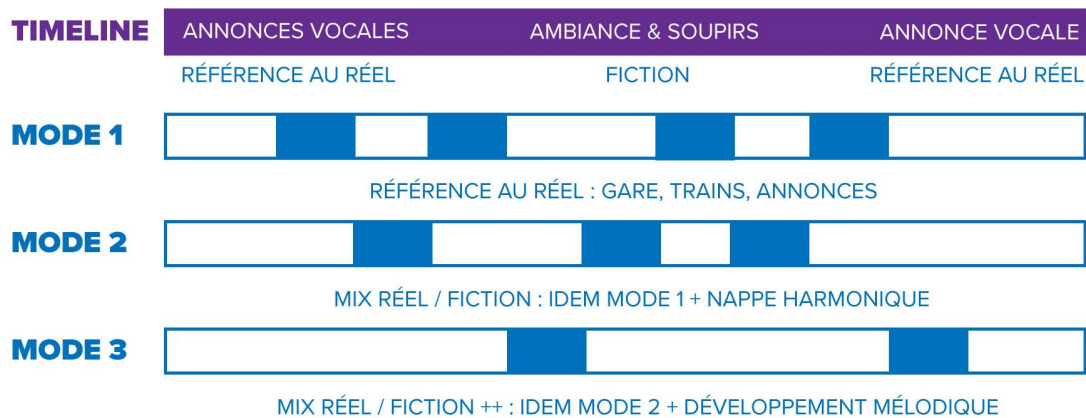 TIMELINE ANNONCES VOCALES AMBIANCE & SOUPIRS ANNONCE VOCALE
RÉFÉRENCE AU RÉEL FICTION RÉFÉRENCE AU RÉEL
MODE 1
RÉFÉRENCE AU RÉEL : GARE, TRAINS, ANNONCES
MODE 2
MIX RÉEL / FICTION : IDEM MODE 1 + NAPPE HARMONIQUE
MODE 3
MIX RÉEL / FICTION ++ : IDEM MODE 2 + DÉVELOPPEMENT MÉLODIQUE